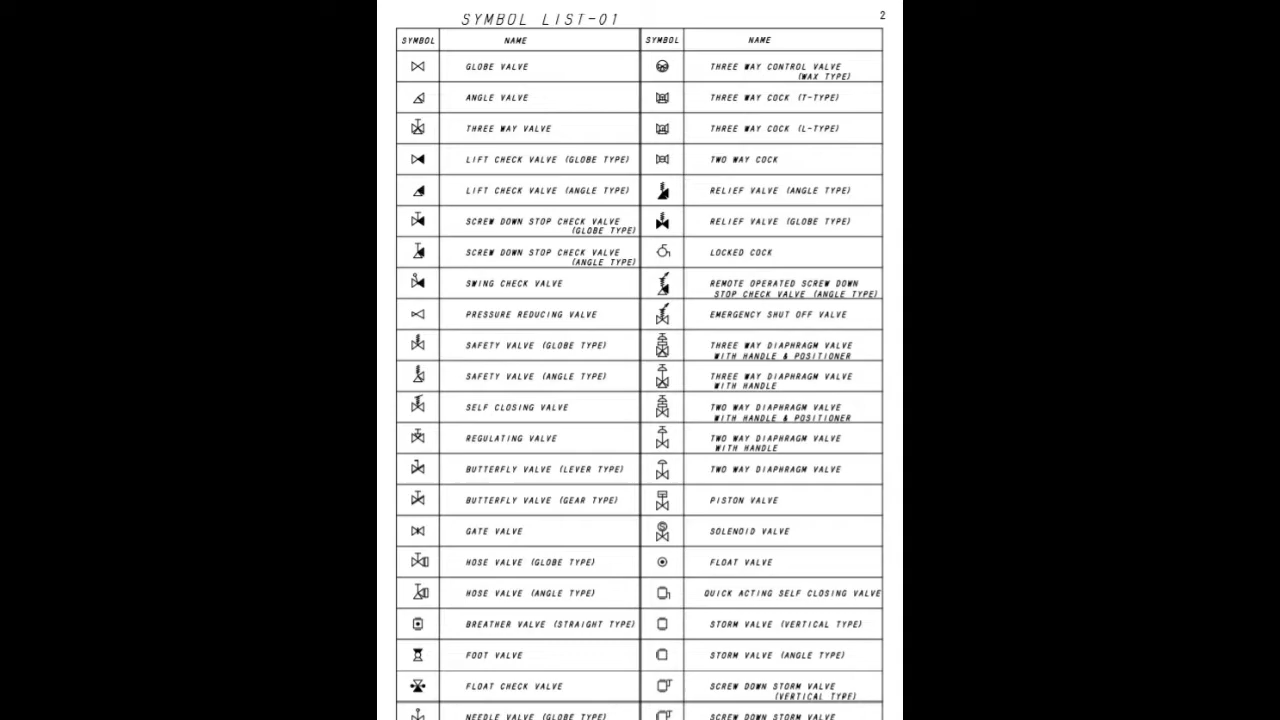 SYMBOL LIST-01
2
SYMBOL NAME SYMBOL NAME
GLOBE VALVE
THREE WAY CONTROL VALVE
(WAX TYPE)
ANGLE VALVE
THREE WAY COCK (T-TYPE)
THREE WAY VALVE
THREE WAY COCK (L-TYPE)
LIFT CHECK VALVE (GLOBE TYPE)
TWO WAY COCK
LIFT CHECK VALVE (ANGLE TYPE)
RELIEF VALVE (ANGLE TYPE)
SCREW DOWN STOP CHECK VALVE
(GLOBE TYPE)
RELIEF VALVE (GLOBE TYPE)
SCREW DOWN STOP CHECK VALVE
(ANGLE TYPE)
LOCKED COCK
SWING CHECK VALVE
REMOTE OPERATED SCREW DOWN
STOP CHECK VALVE (ANGLE TYPE)
PRESSURE REDUCING VALVE
EMERGENCY SHUT OFF VALVE
SAFETY VALVE (GLOBE TYPE)
THREE WAY DIAPHRAGM VALVE
WITH HANDLE & POSITIONER
SAFETY VALVE (ANGLE TYPE)
THREE WAY DIAPHRAGM VALVE
WITH HANDLE
SELF CLOSING VALVE
TWO WAY DIAPHRAGM VALVE
WITH HANDLE & POSITIONER
REGULATING VALVE
TWO WAY DIAPHRAGM VALVE
WITH HANDLE
BUTTERFLY VALVE (LEVER TYPE)
TWO WAY DIAPHRAGM VALVE
BUTTERFLY VALVE (GEAR TYPE)
PISTON VALVE
GATE VALVE
S
SOLENOID VALVE
HOSE VALVE (GLOBE TYPE)
FLOAT VALVE
HOSE VALVE (ANGLE TYPE)
QUICK ACTING SELF CLOSING VALVE
BREATHER VALVE (STRAIGHT TYPE)
STORM VALVE (VERTICAL TYPE)
FOOT VALVE
STORM VALVE (ANGLE TYPE)
FLOAT CHECK VALVE
SCREW DOWN STORM VALVE
(VERTICAL TYPE)
NEEDLE VALVE (GLOBE TYPE)
SCREW DOWN STORM VALVE